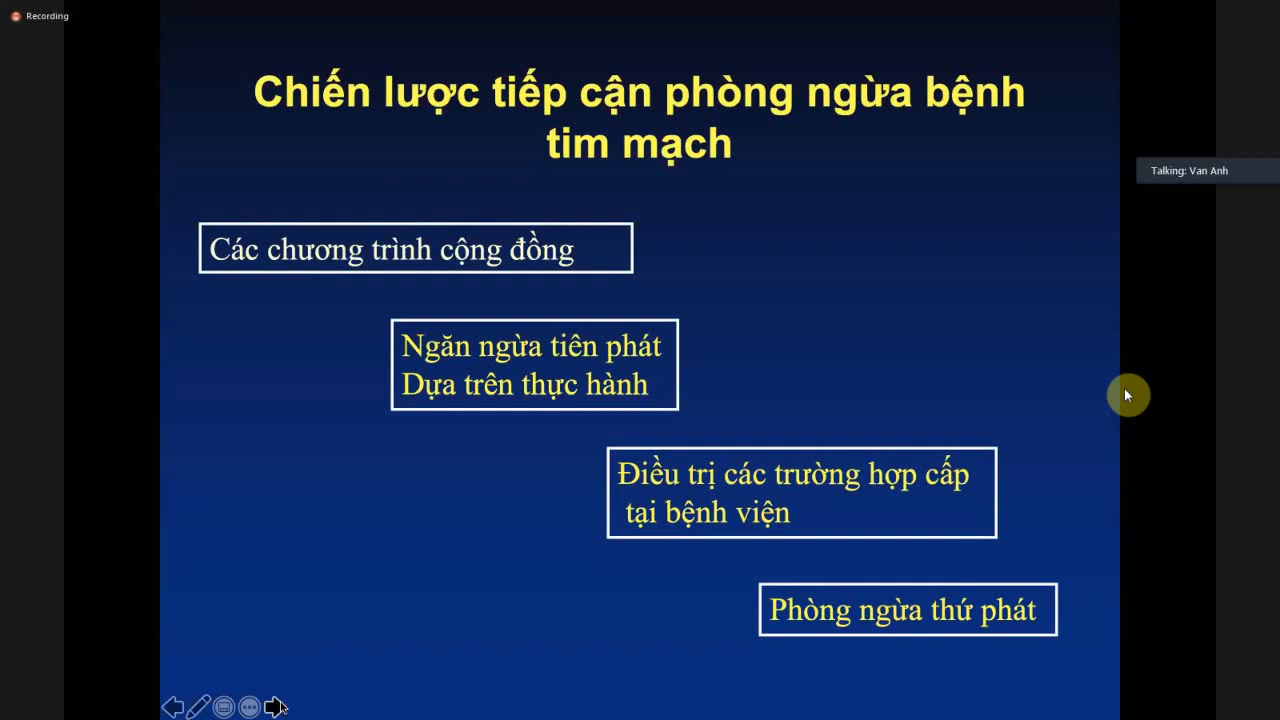 Recording
Chiến lược tiếp cận phòng ngừa bệnh
tim mạch
Talking: Van Anh
Các chương trình cộng đồng
Ngăn ngừa tiên phát
Dựa trên thực hành
Điều trị các trường hợp cấp
tại bệnh viện
Phòng ngừa thứ phát